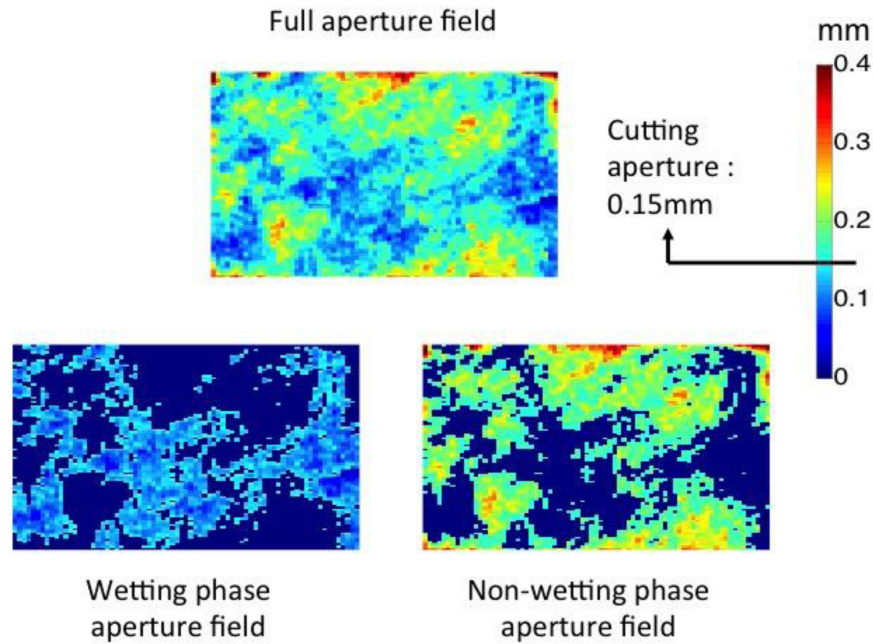 Full aperture field
mm
0.4
0.3
0.2
0.1
0
Cutting
aperture :
0.15mm
Wetting phase
aperture field
Non-wetting phase
aperture field